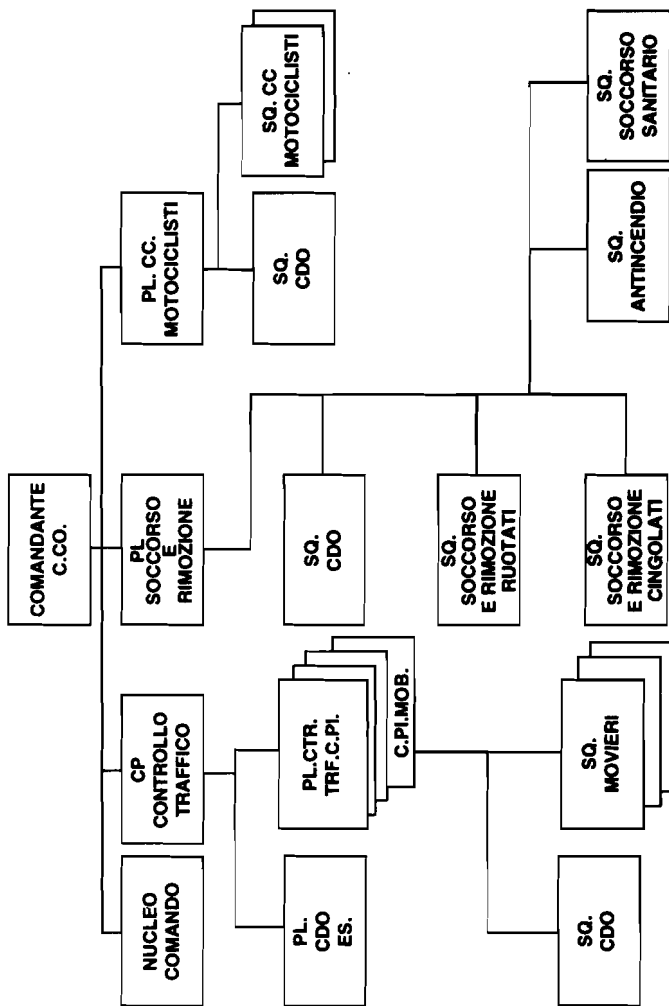 COMANDANTE
C.CO.
NUCLEO
COMANDO
CP
CONTROLLO
TRAFFICO
PL
SOCCORSO
E
RIMOZIONE
PL. CC.
MOTOCICLISTI
PL.
CDO
ES.
PL.CTR.
TRF.C.PI.
C.PI.MOB.
SQ.
CDO
SQ.
CDO
SQ. CC
MOTOCICLISTI
SQ.
SOCCORSO
E RIMOZIONE
RUOTATI
SQ.
CDO
SQ.
MOVIERI
SQ.
SOCCORSO
E RIMOZIONE
CINGOLATI
SQ.
ANTINCENDIO
SQ.
SOCCORSO
SANITARIO